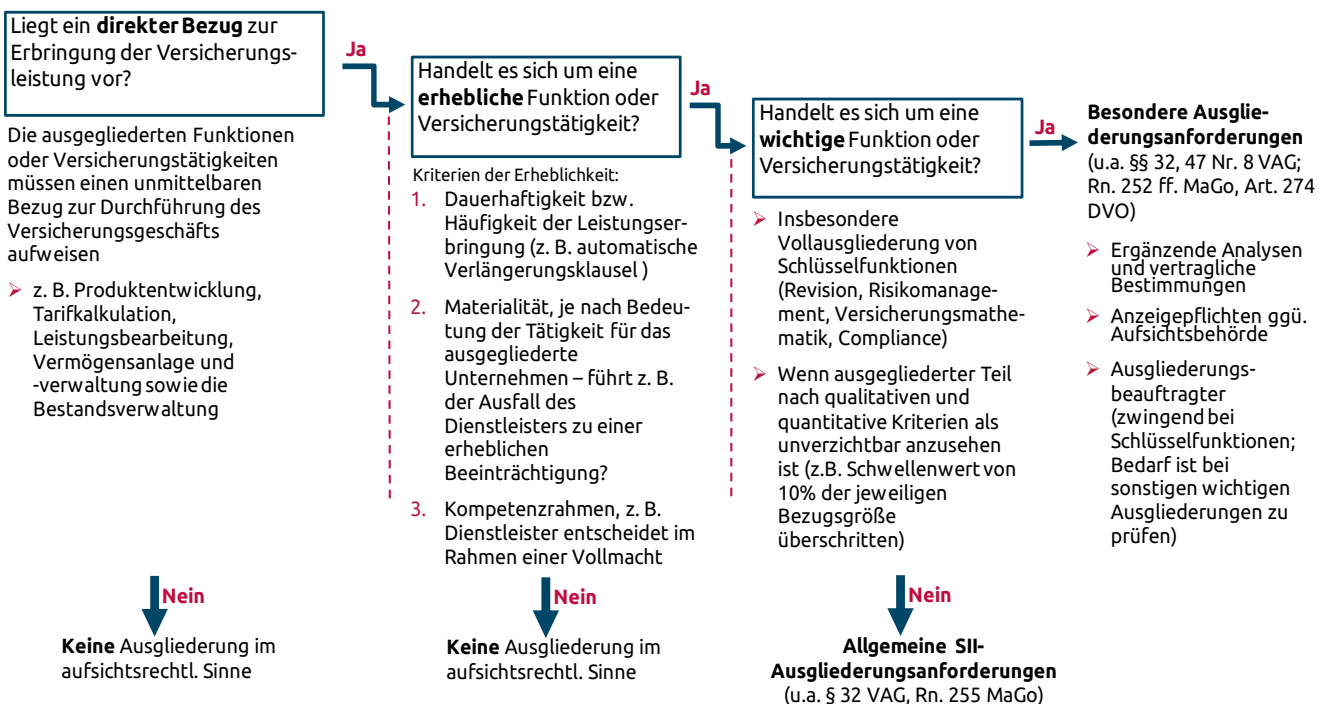 Liegt ein direkter Bezug zur
Erbringung der Versicherungs-
leistung vor?
Die ausgegliederten Funktionen
oder Versicherungstätigkeiten
müssen einen unmittelbaren
Bezug zur Durchführung des
Versicherungsgeschäfts
aufweisen
➢ z. B. Produktentwicklung,
Tarifkalkulation,
Leistungsbearbeitung,
Vermögensanlage und
-verwaltung sowie die
Bestandsverwaltung
Nein
Keine Ausgliederung im
aufsichtsrechtl. Sinne
Ja
Handelt es sich um eine
erhebliche Funktion oder
Versicherungstätigkeit?
Kriterien der Erheblichkeit:
1. Dauerhaftigkeit bzw.
Häufigkeit der Leistungser-
bringung (z. B. automatische
Verlängerungsklausel )
2. Materialität, je nach Bedeu-
tung der Tätigkeit für das
ausgegliederte
Unternehmen – führt z. B.
der Ausfall des
Dienstleisters zu einer
erheblichen
Beeinträchtigung?
3. Kompetenzrahmen, z. B.
Dienstleister entscheidet im
Rahmen einer Vollmacht
Nein
Keine Ausgliederung im
aufsichtsrechtl. Sinne
Ja
Handelt es sich um eine
wichtige Funktion oder
Versicherungstätigkeit?
➢ Insbesondere
Vollausgliederung von
Schlüsselfunktionen
(Revision, Risikomanage-
ment, Versicherungsmathe-
matik, Compliance)
➢ Wenn ausgegliederter Teil
nach qualitativen und
quantitative Kriterien als
unverzichtbar anzusehen
ist (z.B. Schwellenwert von
10% der jeweiligen
Bezugsgröße
überschritten)
Nein
Allgemeine SII-
Ausgliederungsanforderungen
(u.a. § 32 VAG, Rn. 255 MaGo)
Ja
Besondere Ausglie-
derungsanforderungen
(u.a. §§ 32, 47 Nr. 8 VAG;
Rn. 252 ff. MaGo, Art. 274
DVO)
➢ Ergänzende Analysen
und vertragliche
Bestimmungen
➢ Anzeigepflichten ggü.
Aufsichtsbehörde
➢ Ausgliederungs-
beauftragter
(zwingend bei
Schlüsselfunktionen;
Bedarf ist bei
sonstigen wichtigen
Ausgliederungen zu
prüfen)